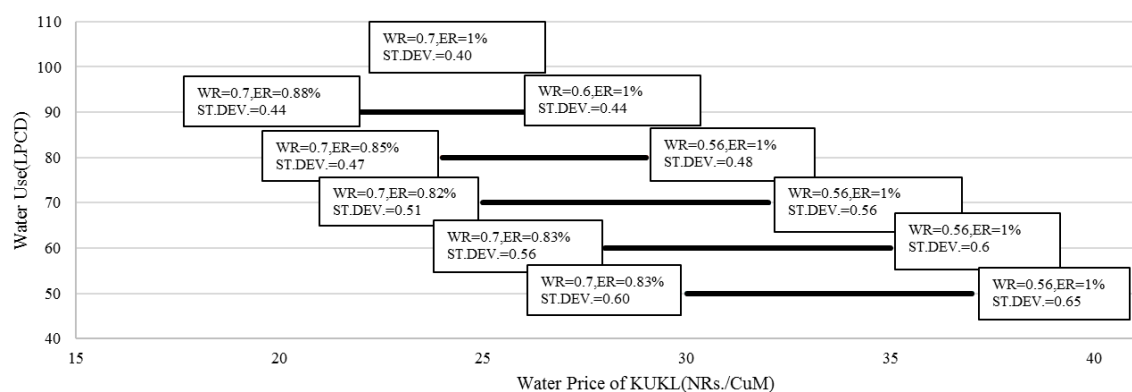 Water Use(LPCD)
110
100
90
80
70
60
50
40
WR=0.7,ER=1%
ST.DEV.=0.40
WR=0.7,ER=0.88%
ST.DEV.=0.44
WR=0.6,ER=1%
ST.DEV.=0.44
WR=0.7,ER=0.85%
ST.DEV.=0.47
WR=0.56,ER=1%
ST.DEV.=0.48
WR=0.7,ER=0.82%
ST.DEV.=0.51
WR=0.56,ER=1%
ST.DEV.=0.56
WR=0.7,ER=0.83%
ST.DEV.=0.56
WR=0.56,ER=1%
ST.DEV.=0.6
WR=0.7,ER=0.83%
ST.DEV.=0.60
WR=0.56,ER=1%
ST.DEV.=0.65
15
20
25
30
35
40
Water Price of KUKL(NRs./CuM)